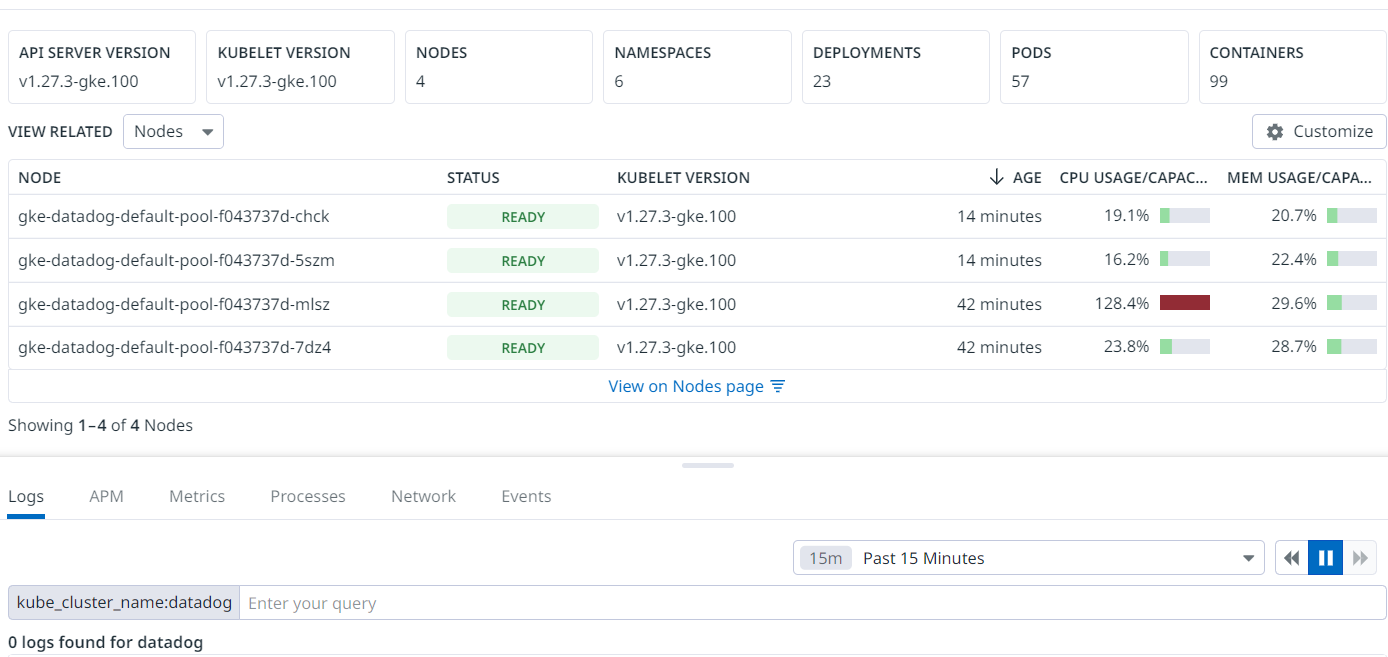 API SERVER VERSION KUBELET VERSION NODES NAMESPACES DEPLOYMENTS PODS CONTAINERS
v1.27.3-gke.100 v1.27.3-gke.100 4 6 23 57 99
VIEW RELATED Nodes Customize
NODE STATUS KUBELET VERSION AGE CPU USAGE/CAPAC... MEM USAGE/CAPA...
gke-datadog-default-pool-f043737d-chck READY v1.27.3-gke.100 14 minutes 19.1% 20.7%
gke-datadog-default-pool-f043737d-5szm READY v1.27.3-gke.100 14 minutes 16.2% 22.4%
gke-datadog-default-pool-f043737d-mlsz READY v1.27.3-gke.100 42 minutes 128.4% 29.6%
gke-datadog-default-pool-f043737d-7dz4 READY v1.27.3-gke.100 42 minutes 23.8% 28.7%
View on Nodes page
Showing 1–4 of 4 Nodes
Logs APM Metrics Processes Network Events
15m Past 15 Minutes
kube_cluster_name:datadog Enter your query
0 logs found for datadog